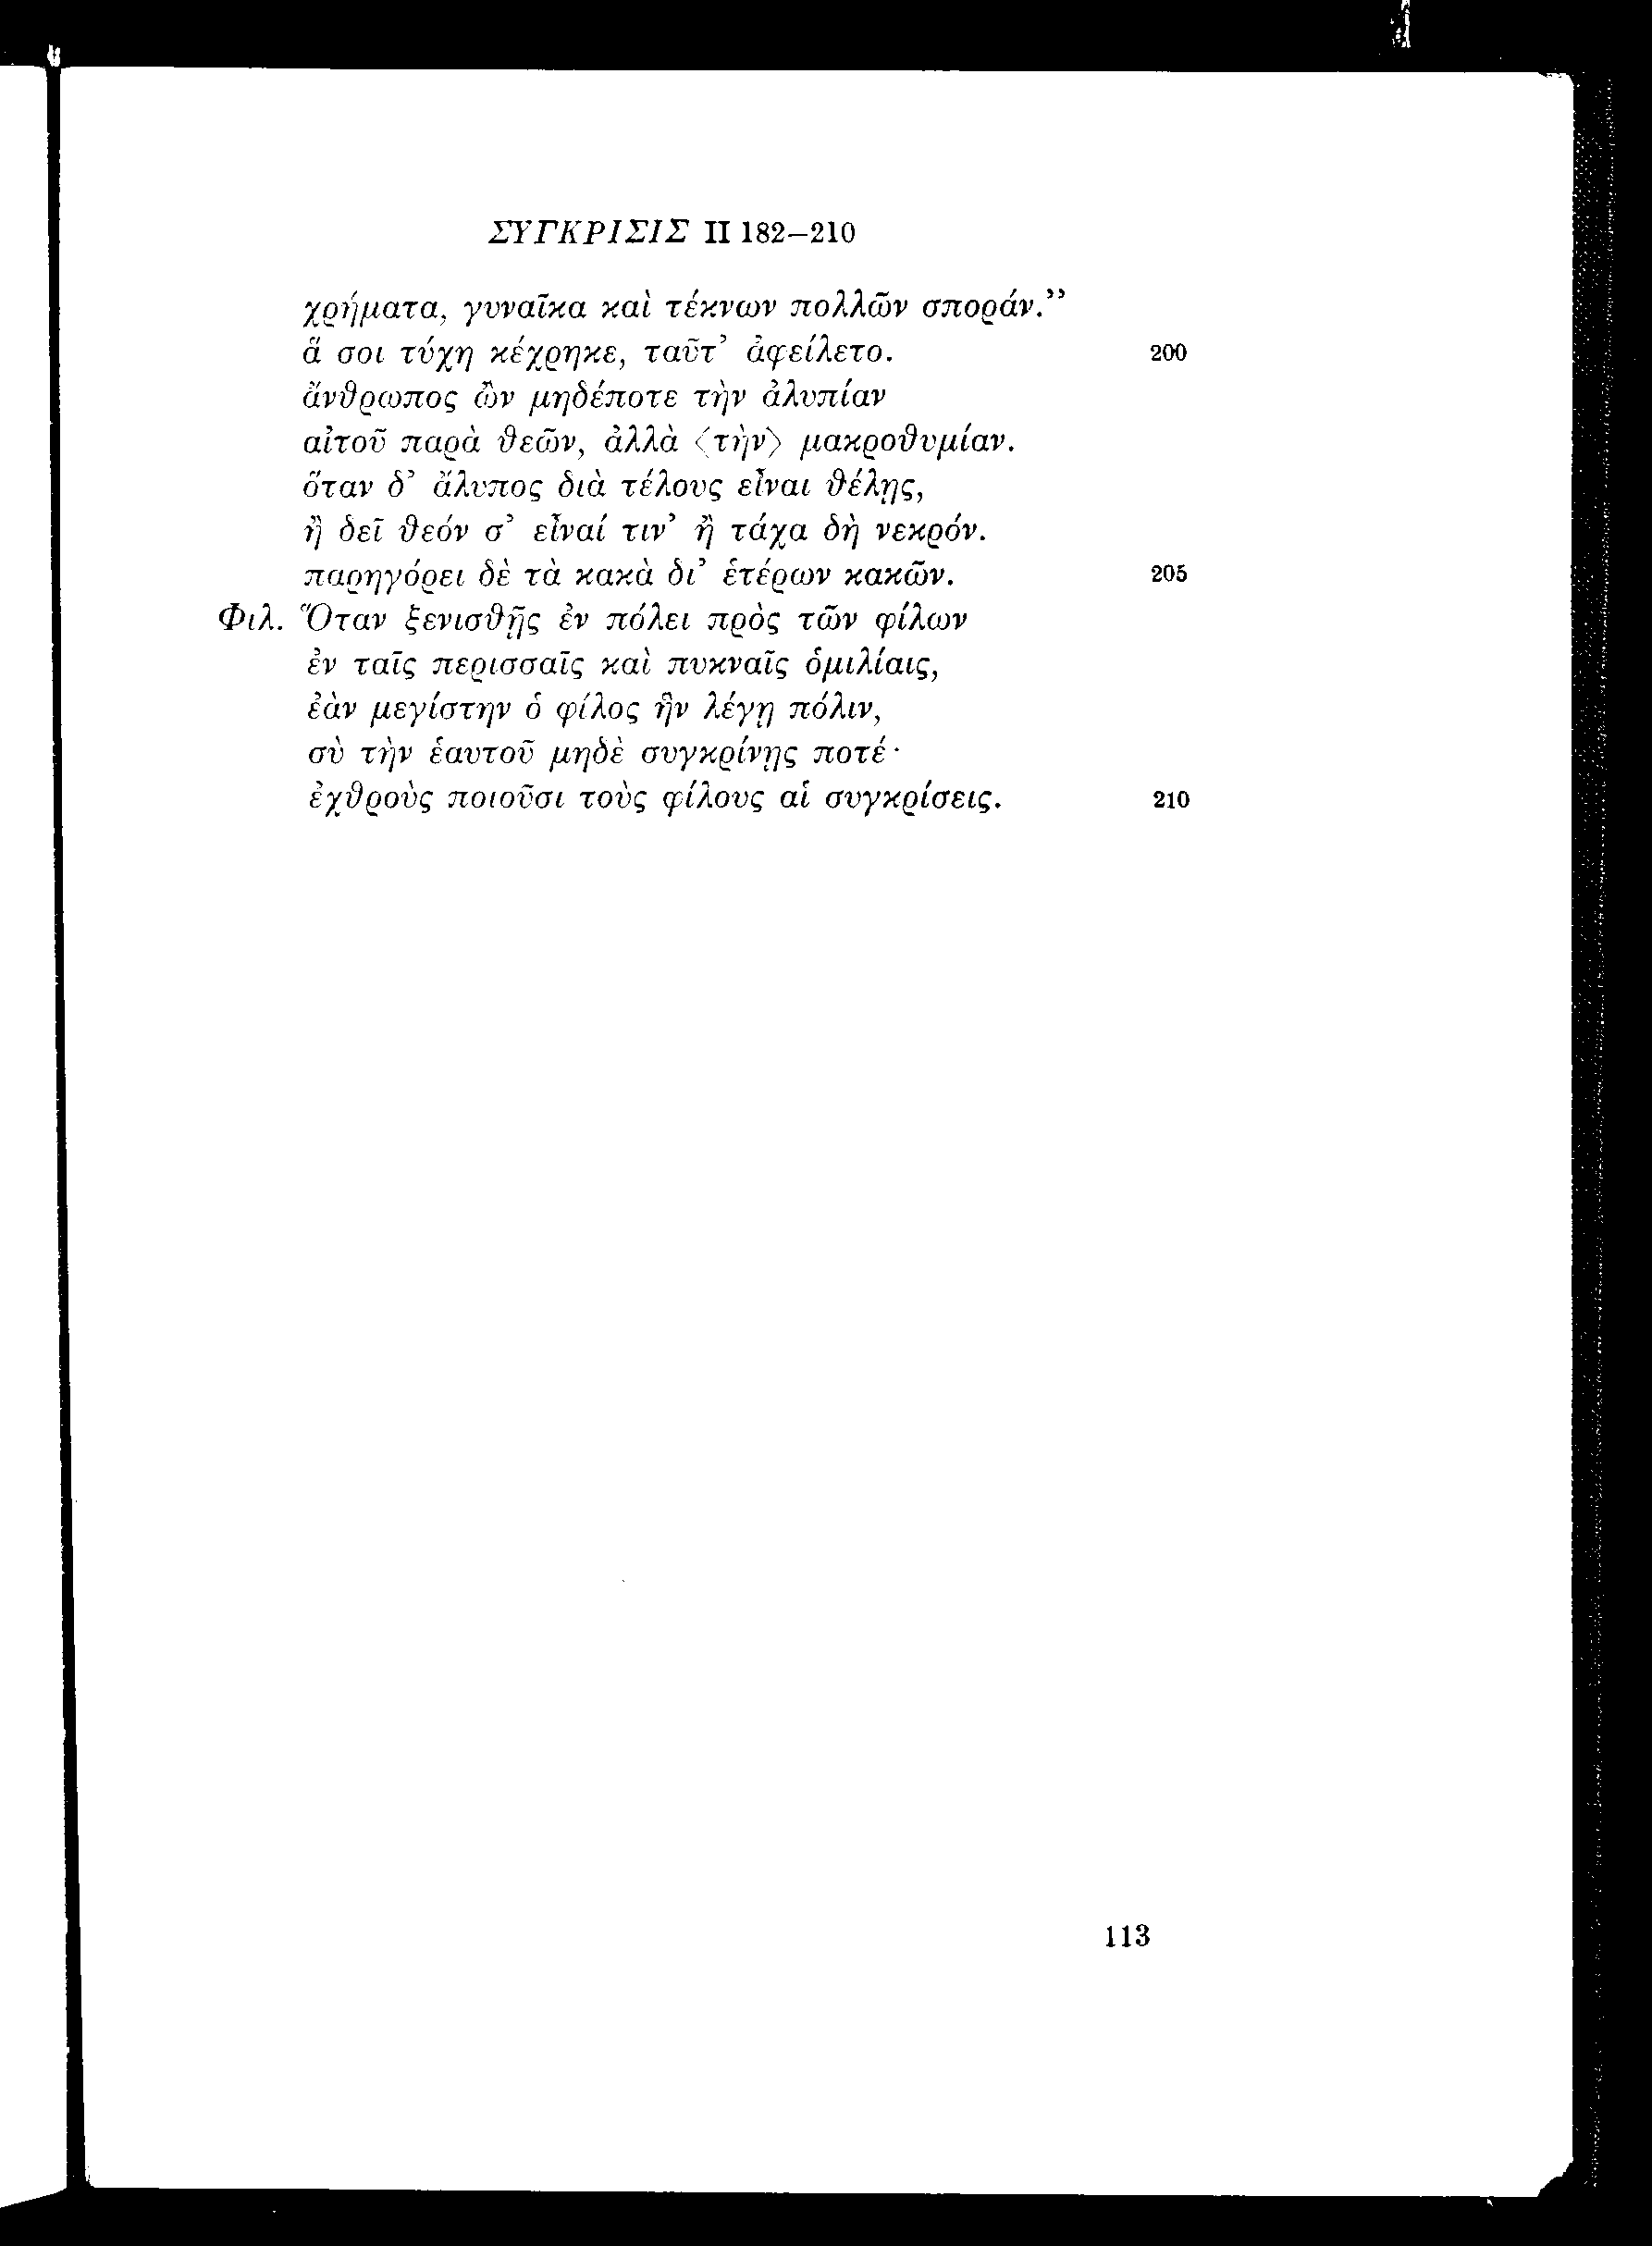 ΣΥΓΚΡΙΣΙΣ II 182–210
χρήματα, γυναῖκα καὶ τέκνων πολλῶν σποράν.”
ἅ σοι τύχη κέχρηκε, ταῦτ’ ἀφείλετο. 200
ἄνθρωπος ὢν μηδέποτε τὴν ἀλυπίαν
αἰτοῦ παρὰ θεῶν, ἀλλὰ ⟨τὴν⟩ μακροθυμίαν.
ὅταν δ’ ἄλυπος διὰ τέλους εἶναι θέλῃς,
ἢ δεῖ θεόν σ’ εἶναί τιν’ ἢ τάχα δὴ νεκρόν.
παρηγόρει δὲ τὰ κακὰ δι’ ἑτέρων κακῶν. 205
Φιλ. Ὅταν ξενισθῇς ἐν πόλει πρὸς τῶν φίλων
ἐν ταῖς περισσαῖς καὶ πυκναῖς ὁμιλίαις,
ἐὰν μεγίστην ὁ φίλος ἣν λέγῃ πόλιν,
σὺ τὴν ἑαυτοῦ μηδὲ συγκρίνῃς ποτέ·
ἐχθροὺς ποιοῦσι τοὺς φίλους αἱ συγκρίσεις. 210
113